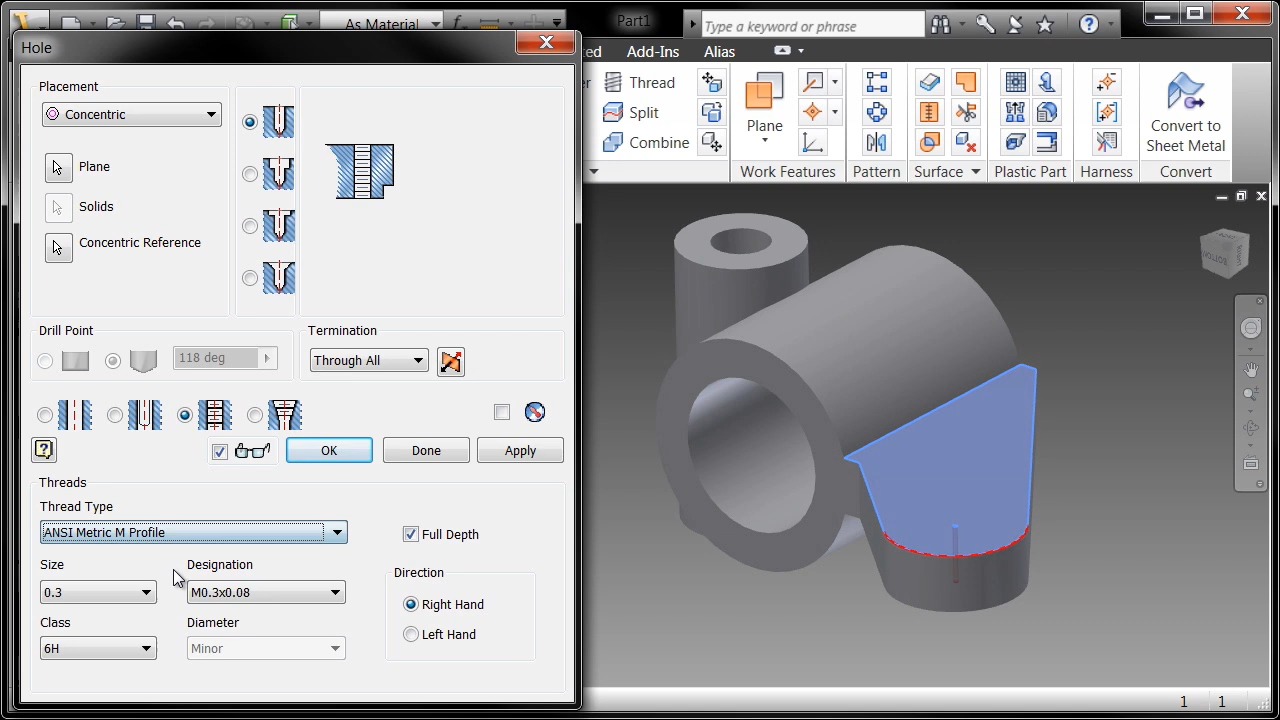 As Material
Part1
Type a keyword or phrase
Hole
Add-Ins
Alias
Placement
Concentric
Plane
Solids
Concentric Reference
Thread
Split
Combine
Plane
Work Features
Pattern
Surface
Plastic Part
Harness
Convert to
Sheet Metal
Convert
Drill Point
118 deg
Termination
Through All
BOTTOM
OK
Done
Apply
Threads
Thread Type
ANSI Metric M Profile
Full Depth
Size
Designation
0.3
M0.3x0.08
Class
Diameter
6H
Minor
Direction
Right Hand
Left Hand
1 1